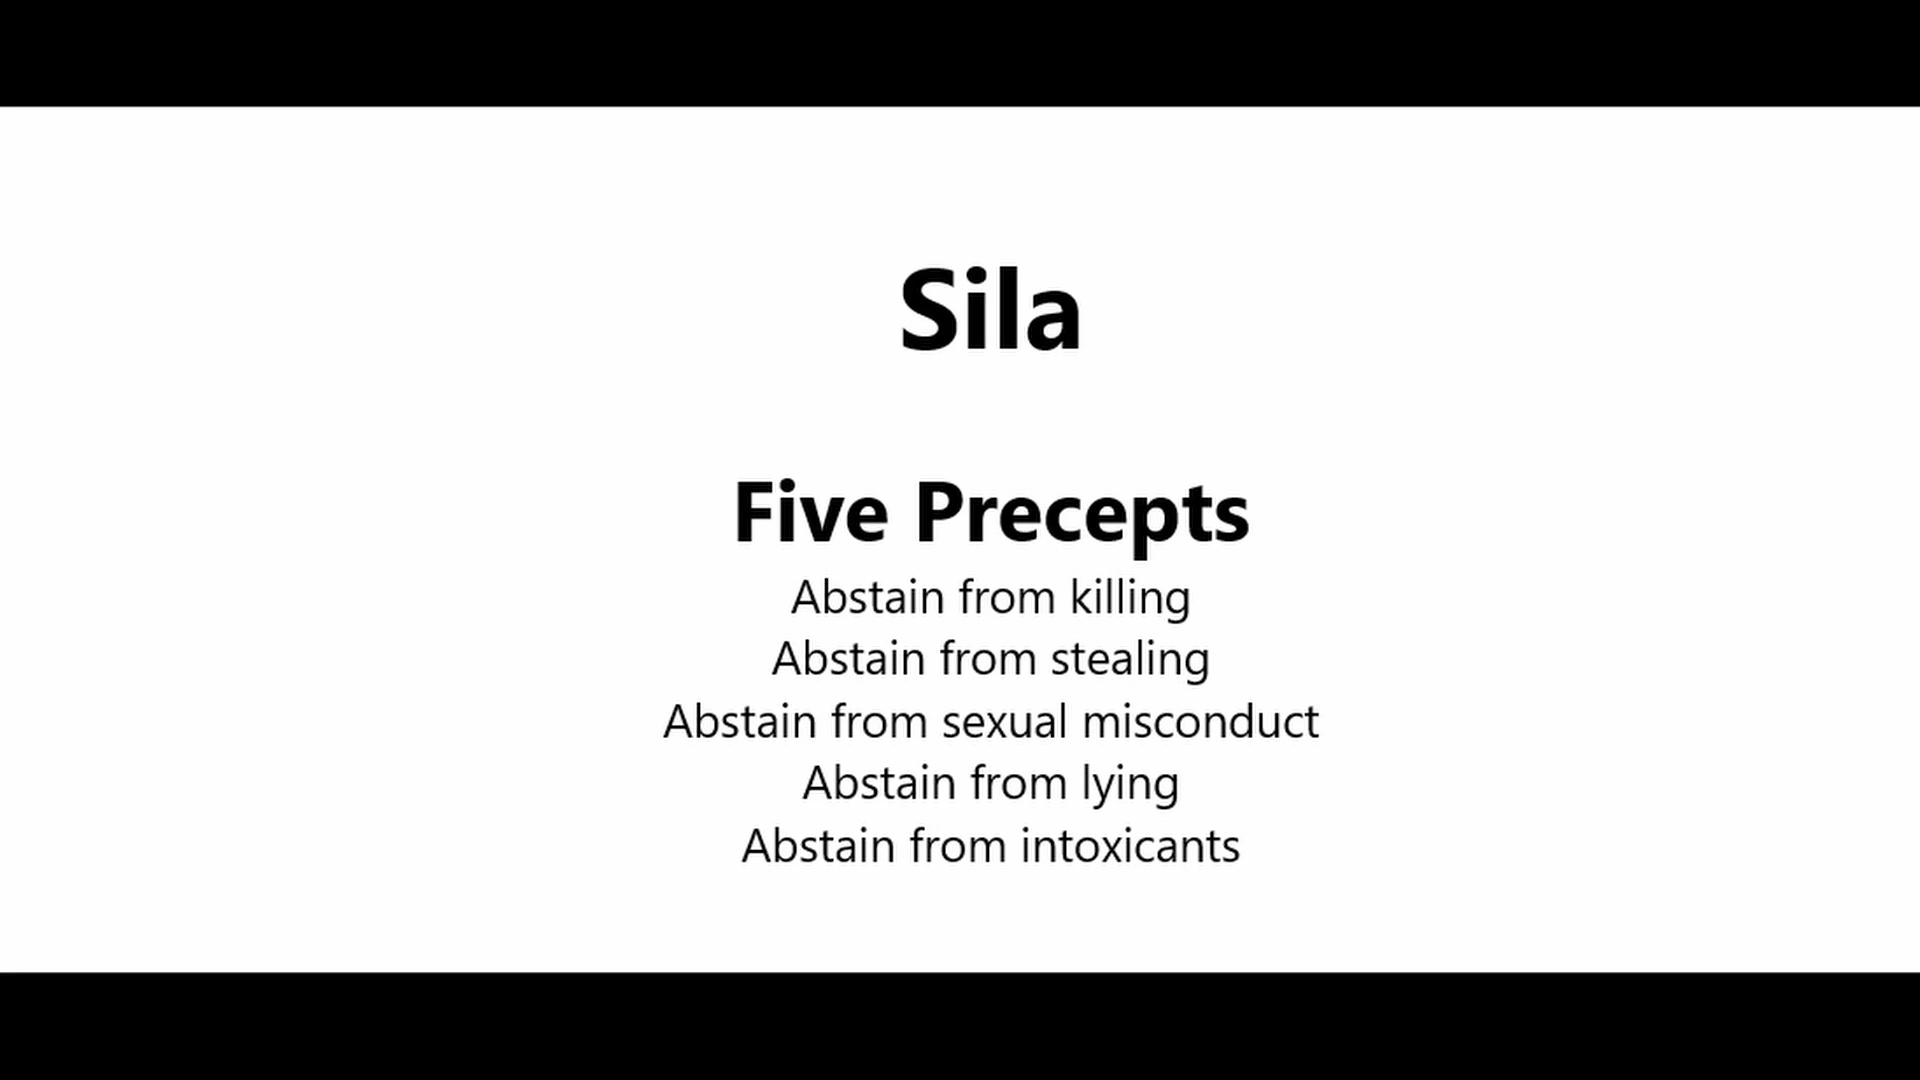 Sila
Five Precepts
Abstain from killing
Abstain from stealing
Abstain from sexual misconduct
Abstain from lying
Abstain from intoxicants